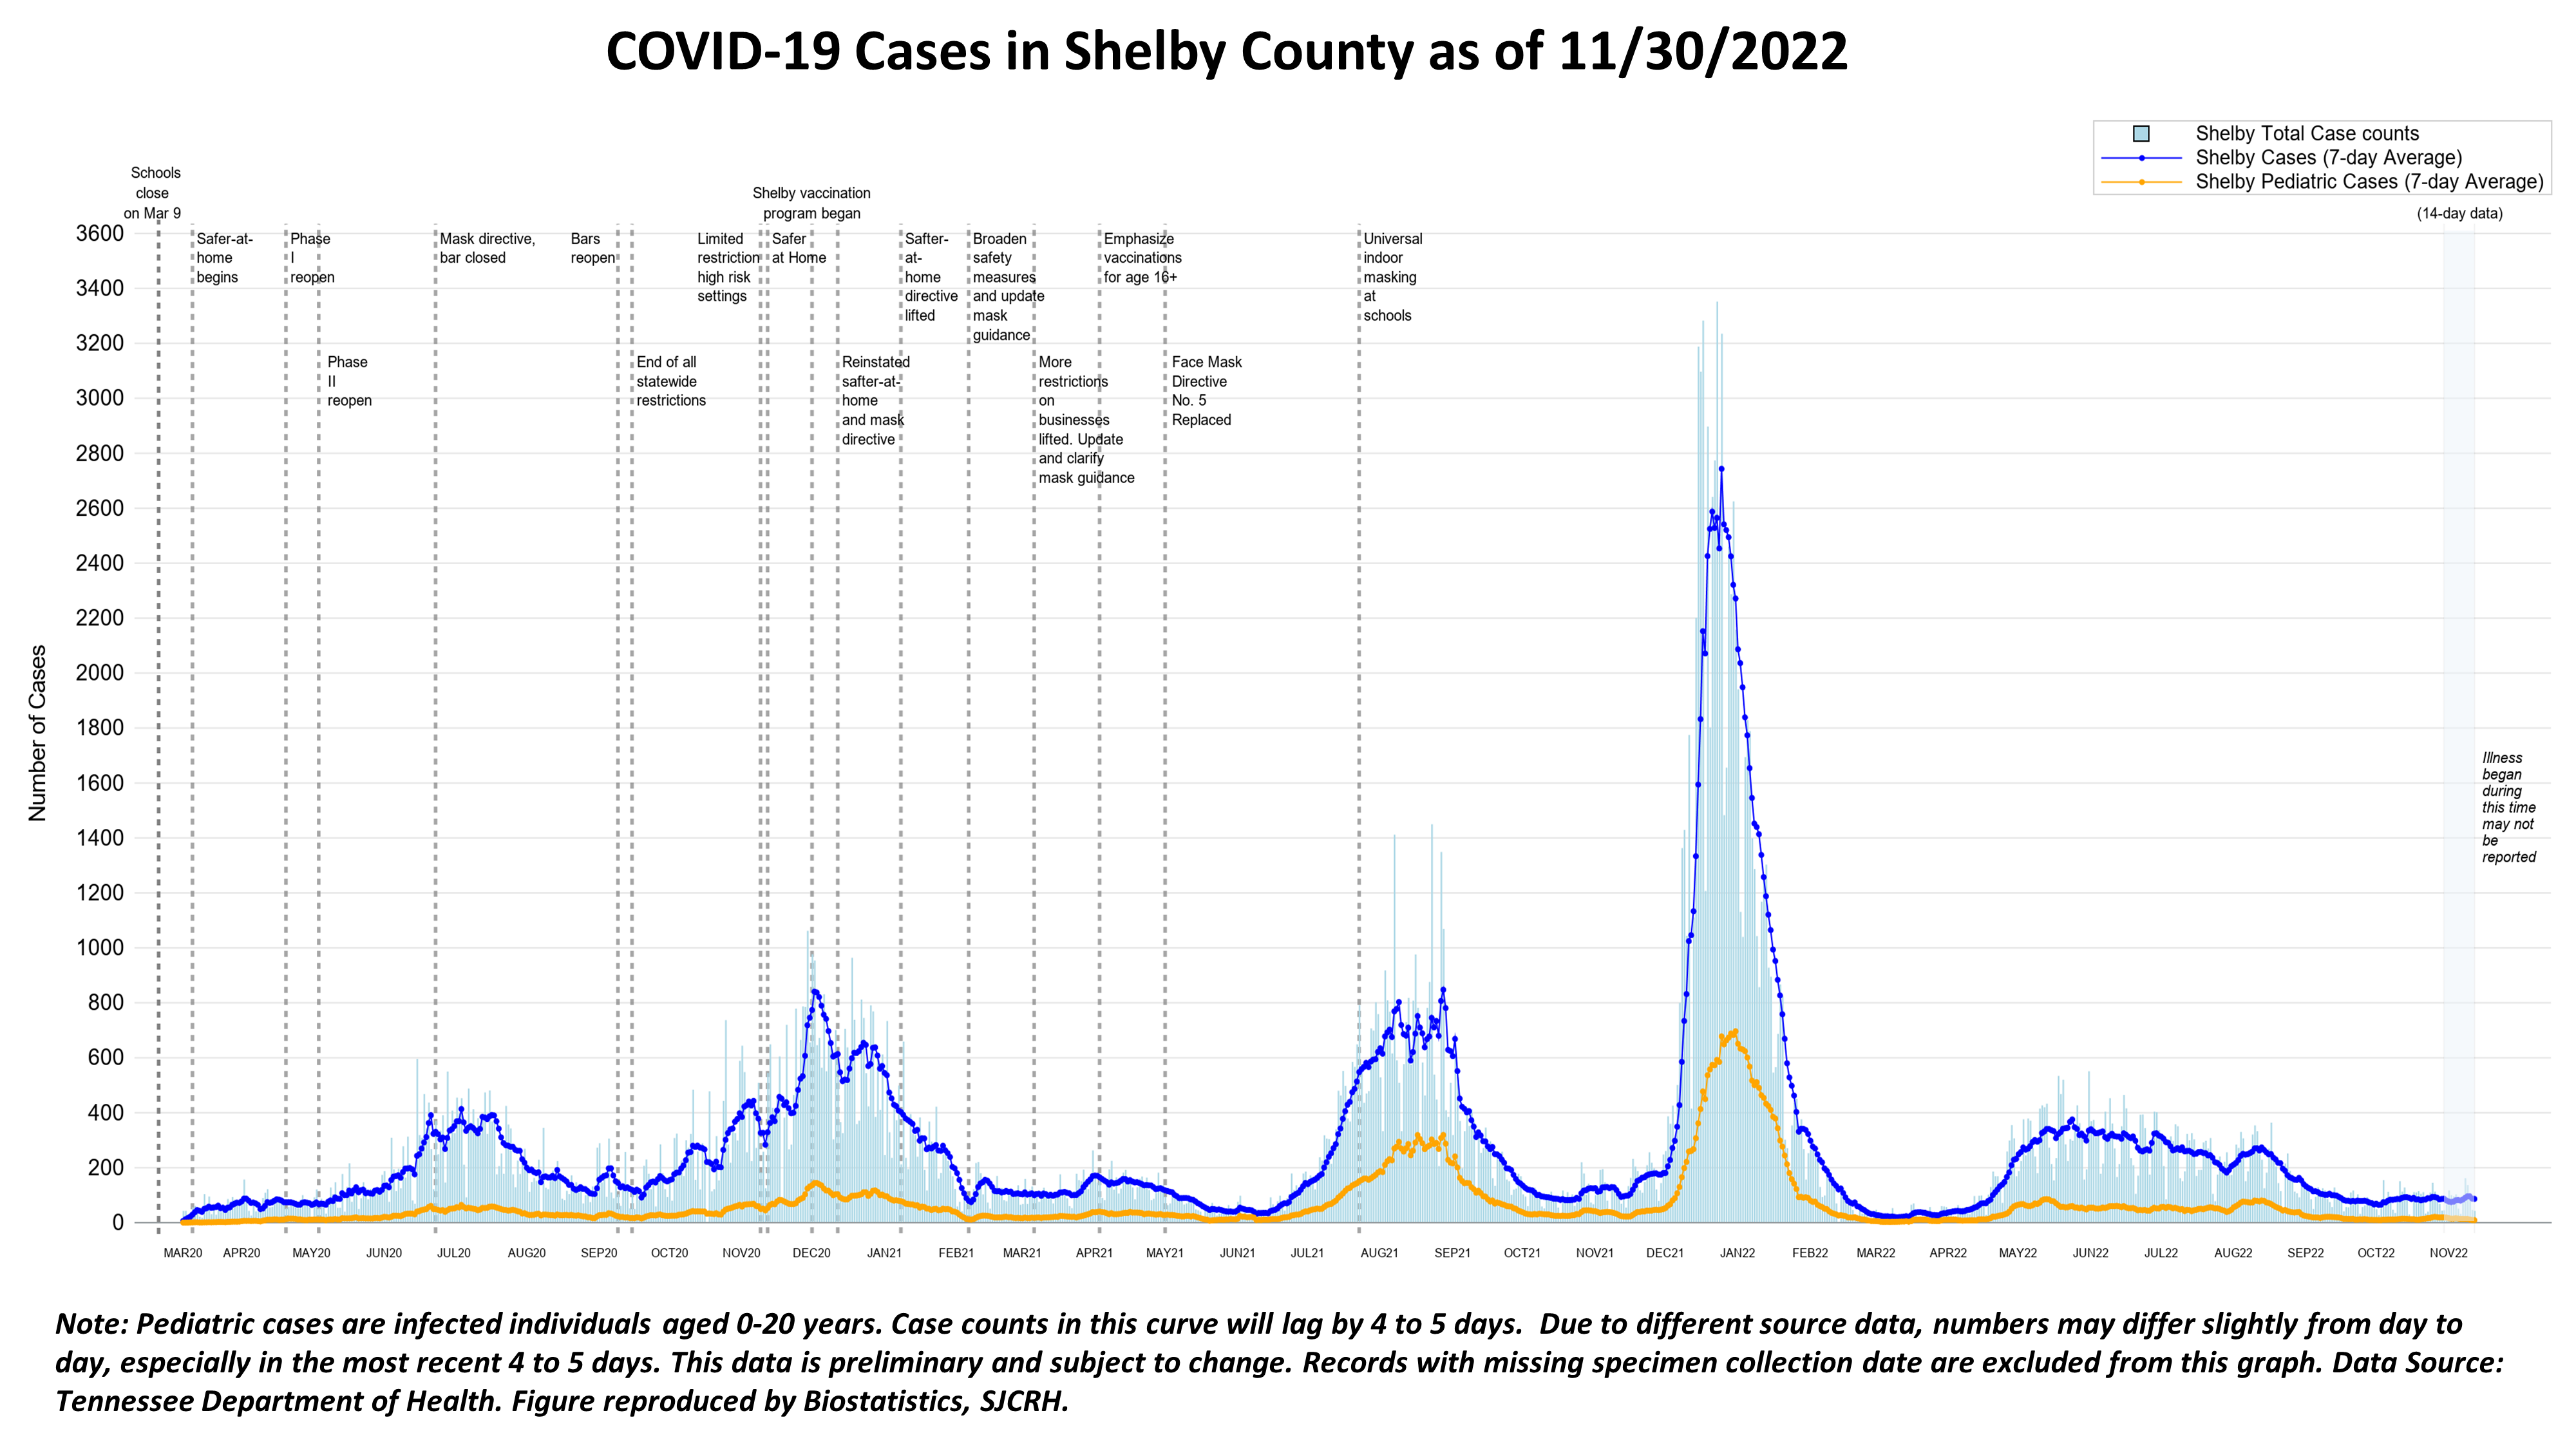 COVID-19 Cases in Shelby County as of 11/30/2022
Shelby Total Case counts
Shelby Cases (7-day Average)
Shelby Pediatric Cases (7-day Average)
Schools
close
on Mar 9
Shelby vaccination
program began
(14-day data)
Safer-at-
home
begins
Phase
I
reopen
Mask directive,
bar closed
Bars
reopen
Limited
restriction
high risk
settings
Safer
at Home
Safter-
at-
home
directive
lifted
Broaden
safety
measures
and update
mask
guidance
Emphasize
vaccinations
for age 16+
Universal
indoor
masking
at
schools
Phase
II
reopen
End of all
statewide
restrictions
Reinstated
safter-at-
home
and mask
directive
More
restrictions
on
businesses
lifted. Update
and clarify
mask guidance
Face Mask
Directive
No. 5
Replaced
Illness
began
during
this time
may not
be
reported
Number of Cases
3600
3400
3200
3000
2800
2600
2400
2200
2000
1800
1600
1400
1200
1000
800
600
400
200
0
MAR20 APR20 MAY20 JUN20 JUL20 AUG20 SEP20 OCT20 NOV20 DEC20 JAN21 FEB21 MAR21 APR21 MAY21 JUN21 JUL21 AUG21 SEP21 OCT21 NOV21 DEC21 JAN22 FEB22 MAR22 APR22 MAY22 JUN22 JUL22 AUG22 SEP22 OCT22 NOV22
Note: Pediatric cases are infected individuals aged 0-20 years. Case counts in this curve will lag by 4 to 5 days. Due to different source data, numbers may differ slightly from day to
day, especially in the most recent 4 to 5 days. This data is preliminary and subject to change. Records with missing specimen collection date are excluded from this graph. Data Source:
Tennessee Department of Health. Figure reproduced by Biostatistics, SJCRH.